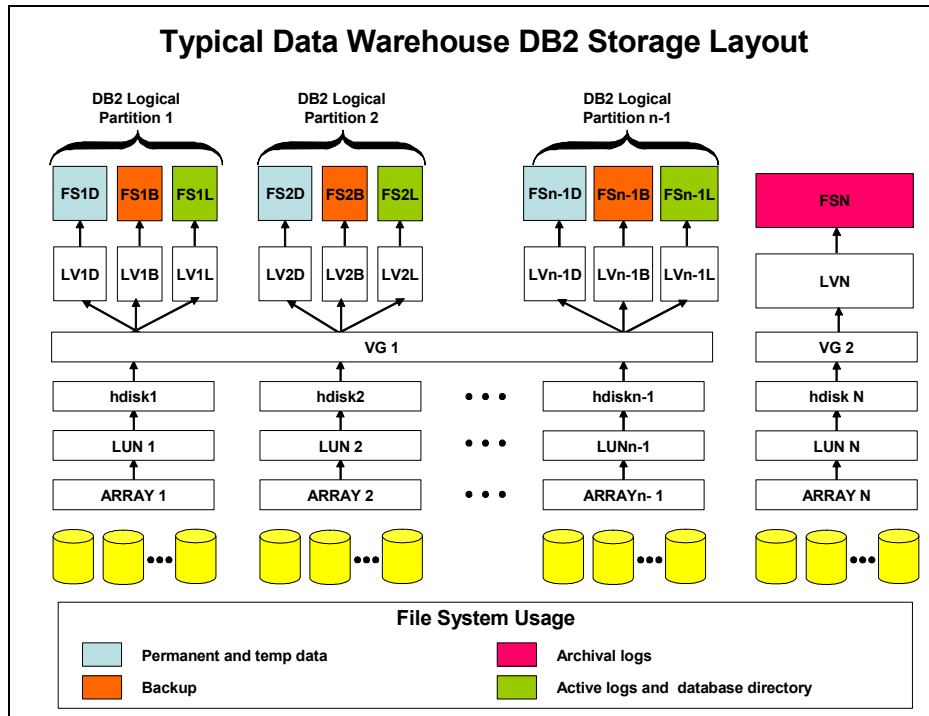 Typical Data Warehouse DB2 Storage Layout
DB2 Logical
Partition 1
DB2 Logical
Partition 2
DB2 Logical
Partition n-1
FS1D FS1B FS1L FS2D FS2B FS2L FSn-1D FSn-1B FSn-1L FSN
LV1D LV1B LV1L LV2D LV2B LV2L LVn-1D LVn-1B LVn-1L LVN
VG 1 VG 2
hdisk1 hdisk2 hdiskn-1 hdisk N
LUN 1 LUN 2 LUNn-1 LUN N
ARRAY 1 ARRAY 2 ARRAYn- 1 ARRAY N
File System Usage
Permanent and temp data Archival logs
Backup Active logs and database directory